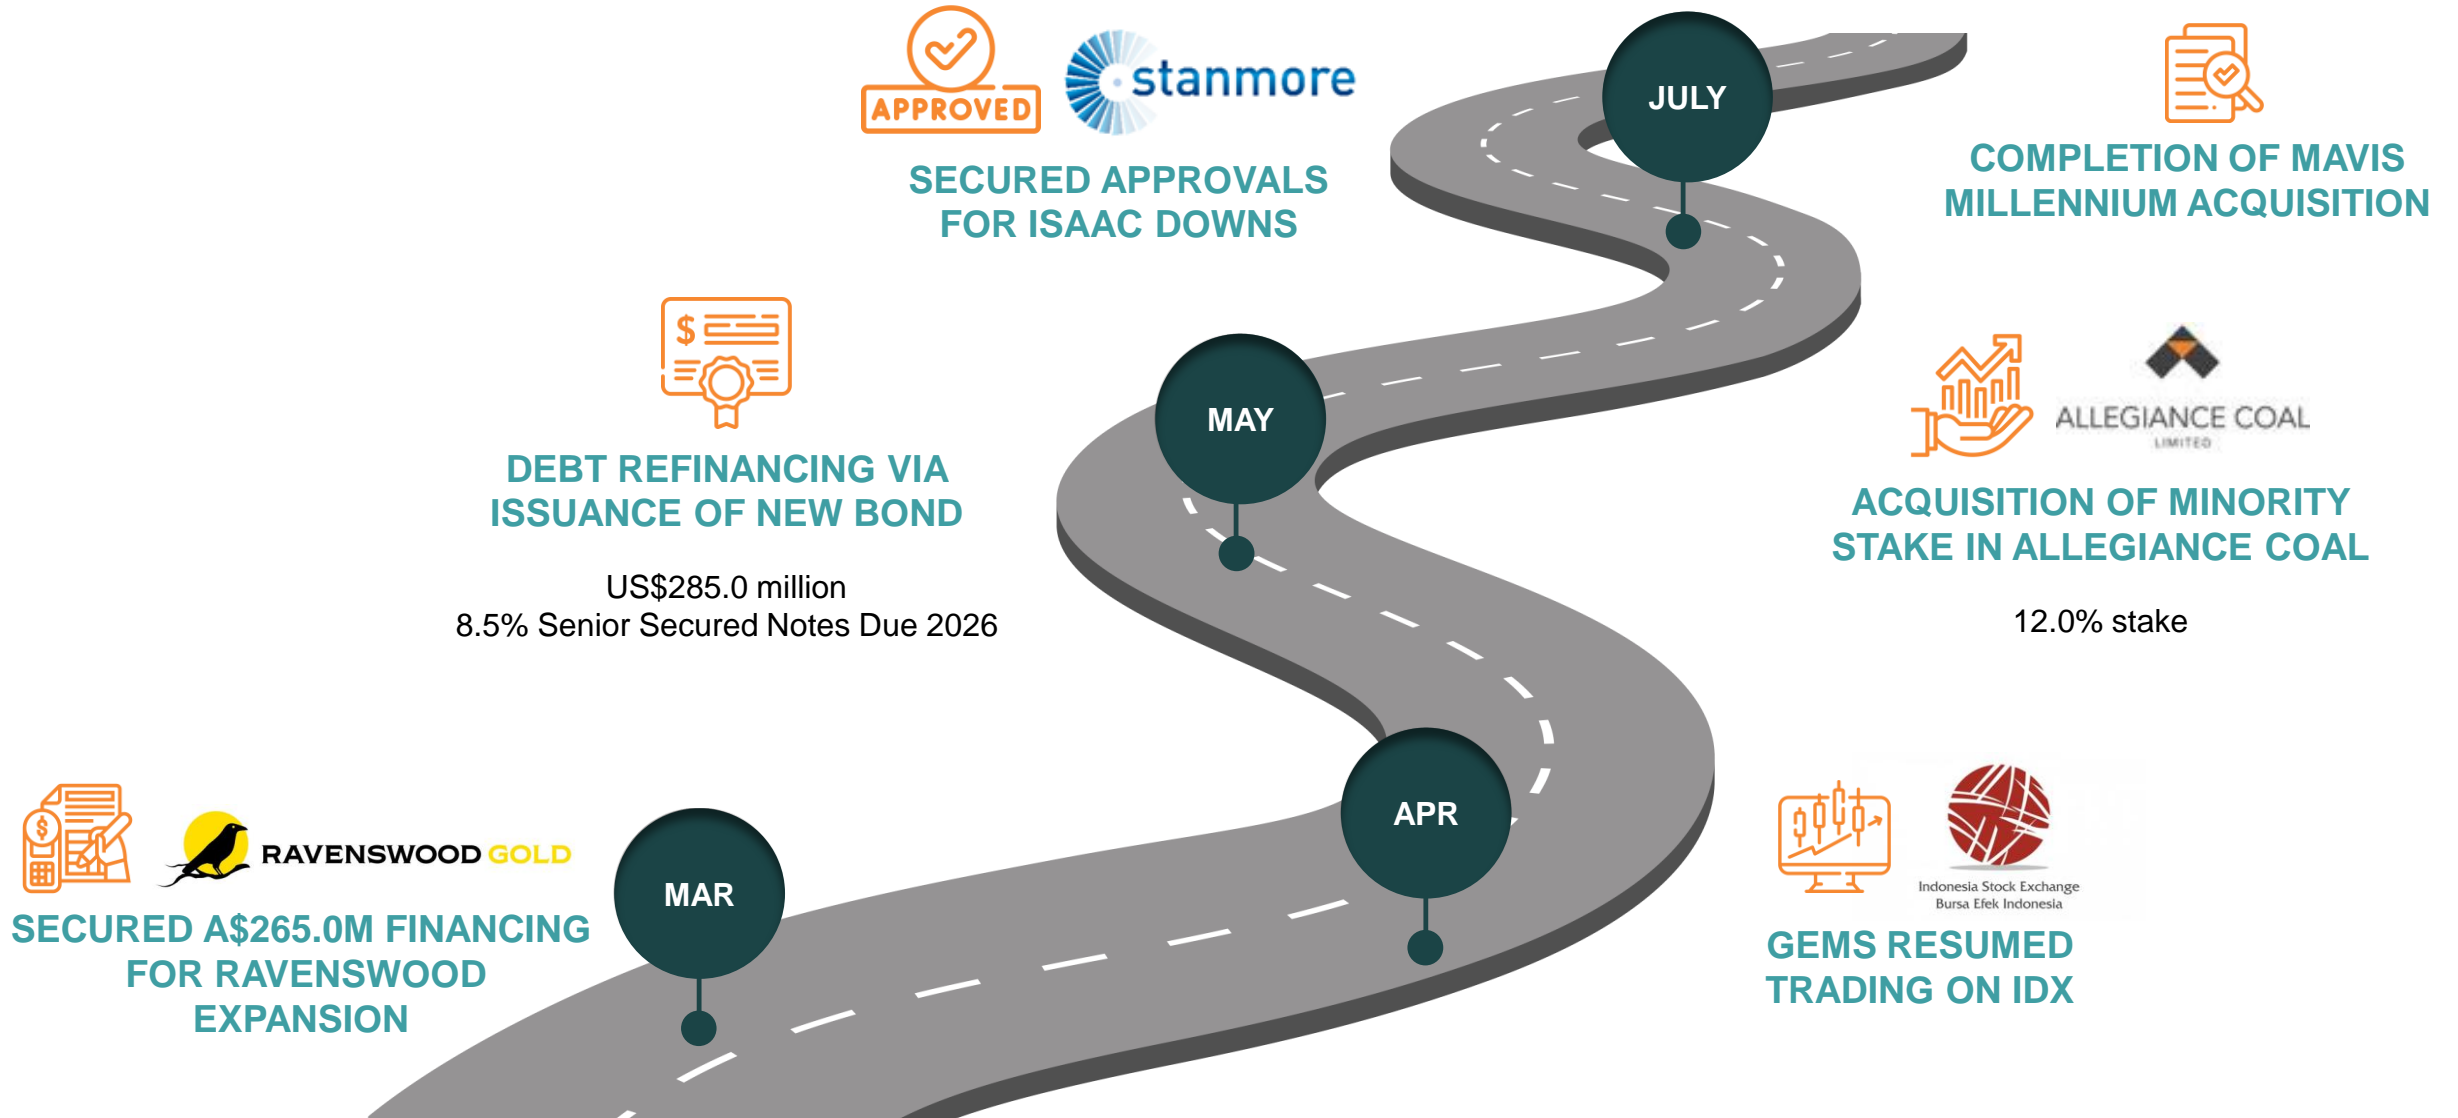 APPROVED
stanmore
SECURED APPROVALS
FOR ISAAC DOWNS
JULY
COMPLETION OF MAVIS
MILLENNIUM ACQUISITION
$
DEBT REFINANCING VIA
ISSUANCE OF NEW BOND
US$285.0 million
8.5% Senior Secured Notes Due 2026
MAY
ALLEGIANCE COAL
LIMITED
ACQUISITION OF MINORITY
STAKE IN ALLEGIANCE COAL
12.0% stake
$
RAVENSWOOD GOLD
SECURED A$265.0M FINANCING
FOR RAVENSWOOD
EXPANSION
MAR
APR
Indonesia Stock Exchange
Bursa Efek Indonesia
GEMS RESUMED
TRADING ON IDX